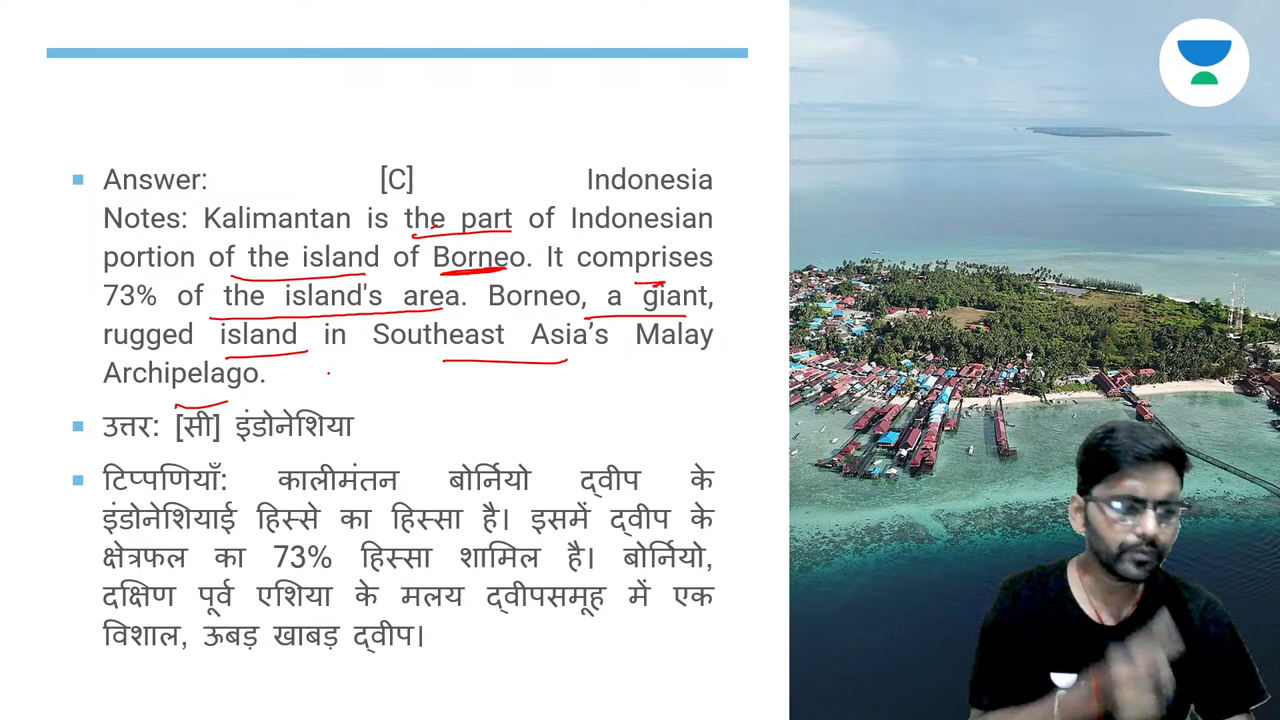 Answer: [C] Indonesia
Notes: Kalimantan is the part of Indonesian
portion of the island of Borneo. It comprises
73% of the island's area. Borneo, a giant,
rugged island in Southeast Asia’s Malay
Archipelago.
उत्तर: [सी] इंडोनेशिया
टिप्पणियाँ: कालीमंतन बोर्नियो द्वीप के
इंडोनेशियाई हिस्से का हिस्सा है। इसमें द्वीप के
क्षेत्रफल का 73% हिस्सा शामिल है। बोर्नियो,
दक्षिण पूर्व एशिया के मलय द्वीपसमूह में एक
विशाल, ऊबड़ खाबड़ द्वीप।